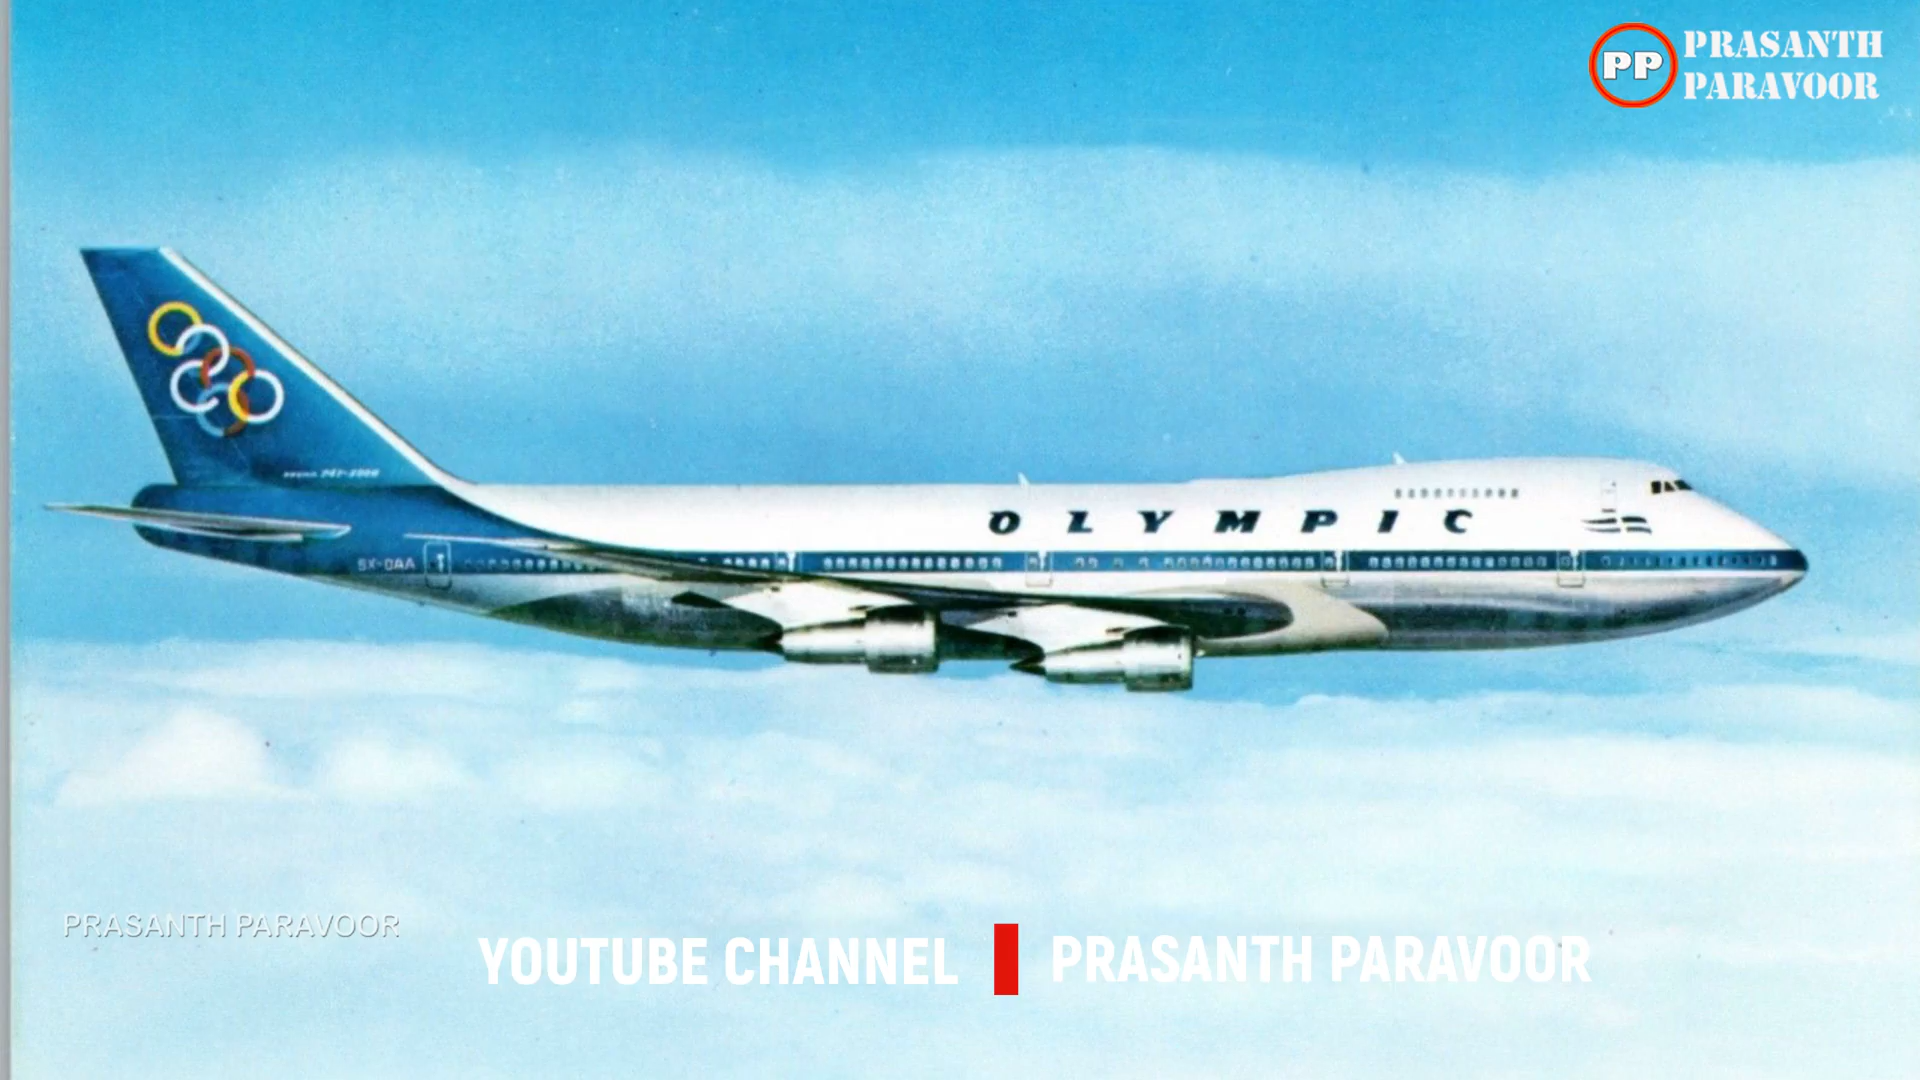 PP
PRASANTH
PARAVOOR
OLYMPIC
SX-OAA
PRASANTH PARAVOOR
YOUTUBE CHANNEL
PRASANTH PARAVOOR